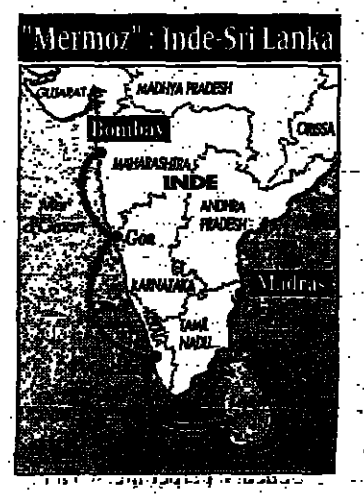 "Mermoz" : Inde-Sri Lanka
GUJARAT
MADHYA PRADESH
Bombay
ORISSA
MAHARASHTRA
INDE
ANDHRA
PRADESH
Goa
KARNATAKA
Madras
TAMIL
NADU